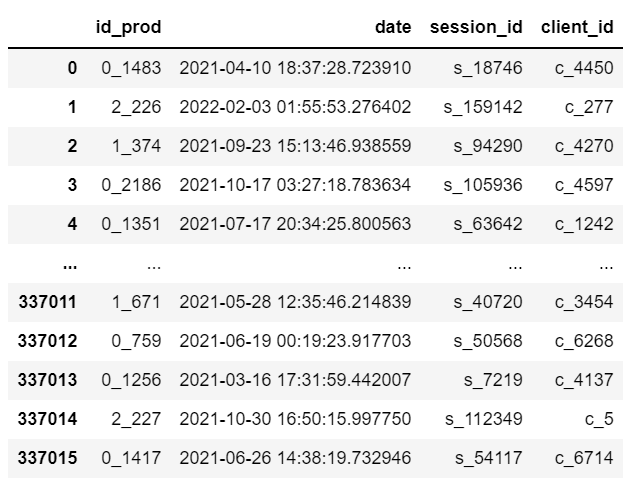 id_prod date session_id client_id
0 0_1483 2021-04-10 18:37:28.723910 s_18746 c_4450
1 2_226 2022-02-03 01:55:53.276402 s_159142 c_277
2 1_374 2021-09-23 15:13:46.938559 s_94290 c_4270
3 0_2186 2021-10-17 03:27:18.783634 s_105936 c_4597
4 0_1351 2021-07-17 20:34:25.800563 s_63642 c_1242
... ... ... ... ...
337011 1_671 2021-05-28 12:35:46.214839 s_40720 c_3454
337012 0_759 2021-06-19 00:19:23.917703 s_50568 c_6268
337013 0_1256 2021-03-16 17:31:59.442007 s_7219 c_4137
337014 2_227 2021-10-30 16:50:15.997750 s_112349 c_5
337015 0_1417 2021-06-26 14:38:19.732946 s_54117 c_6714